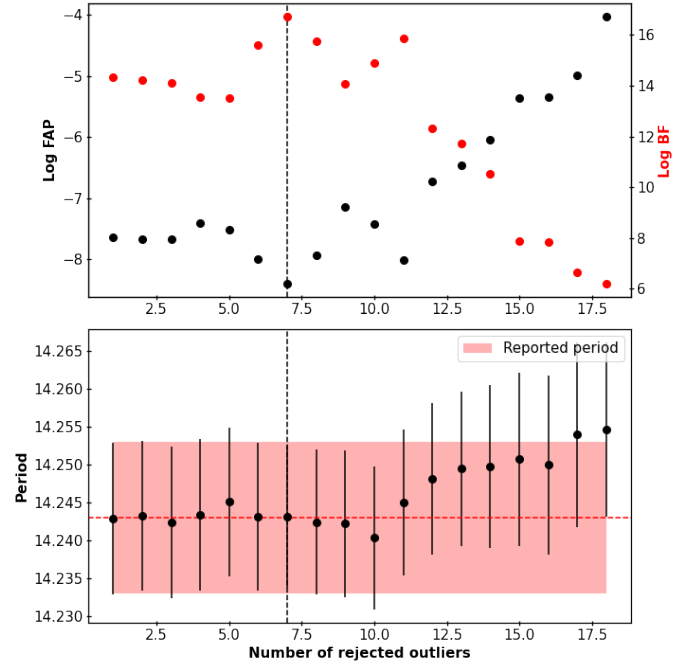 −4
−5
−6
−7
−8
Log FAP
16
14
12
10
8
6
Log BF
2.5 5.0 7.5 10.0 12.5 15.0 17.5
Reported period
14.265
14.260
14.255
14.250
14.245
14.240
14.235
14.230
Period
2.5 5.0 7.5 10.0 12.5 15.0 17.5
Number of rejected outliers